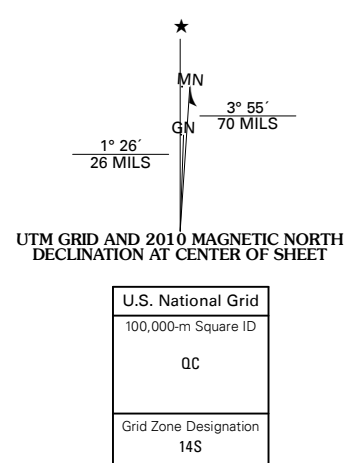 ★
MN
GN
3° 55´
70 MILS
1° 26´
26 MILS
UTM GRID AND 2010 MAGNETIC NORTH
DECLINATION AT CENTER OF SHEET
U.S. National Grid
100,000-m Square ID
QC
Grid Zone Designation
14S